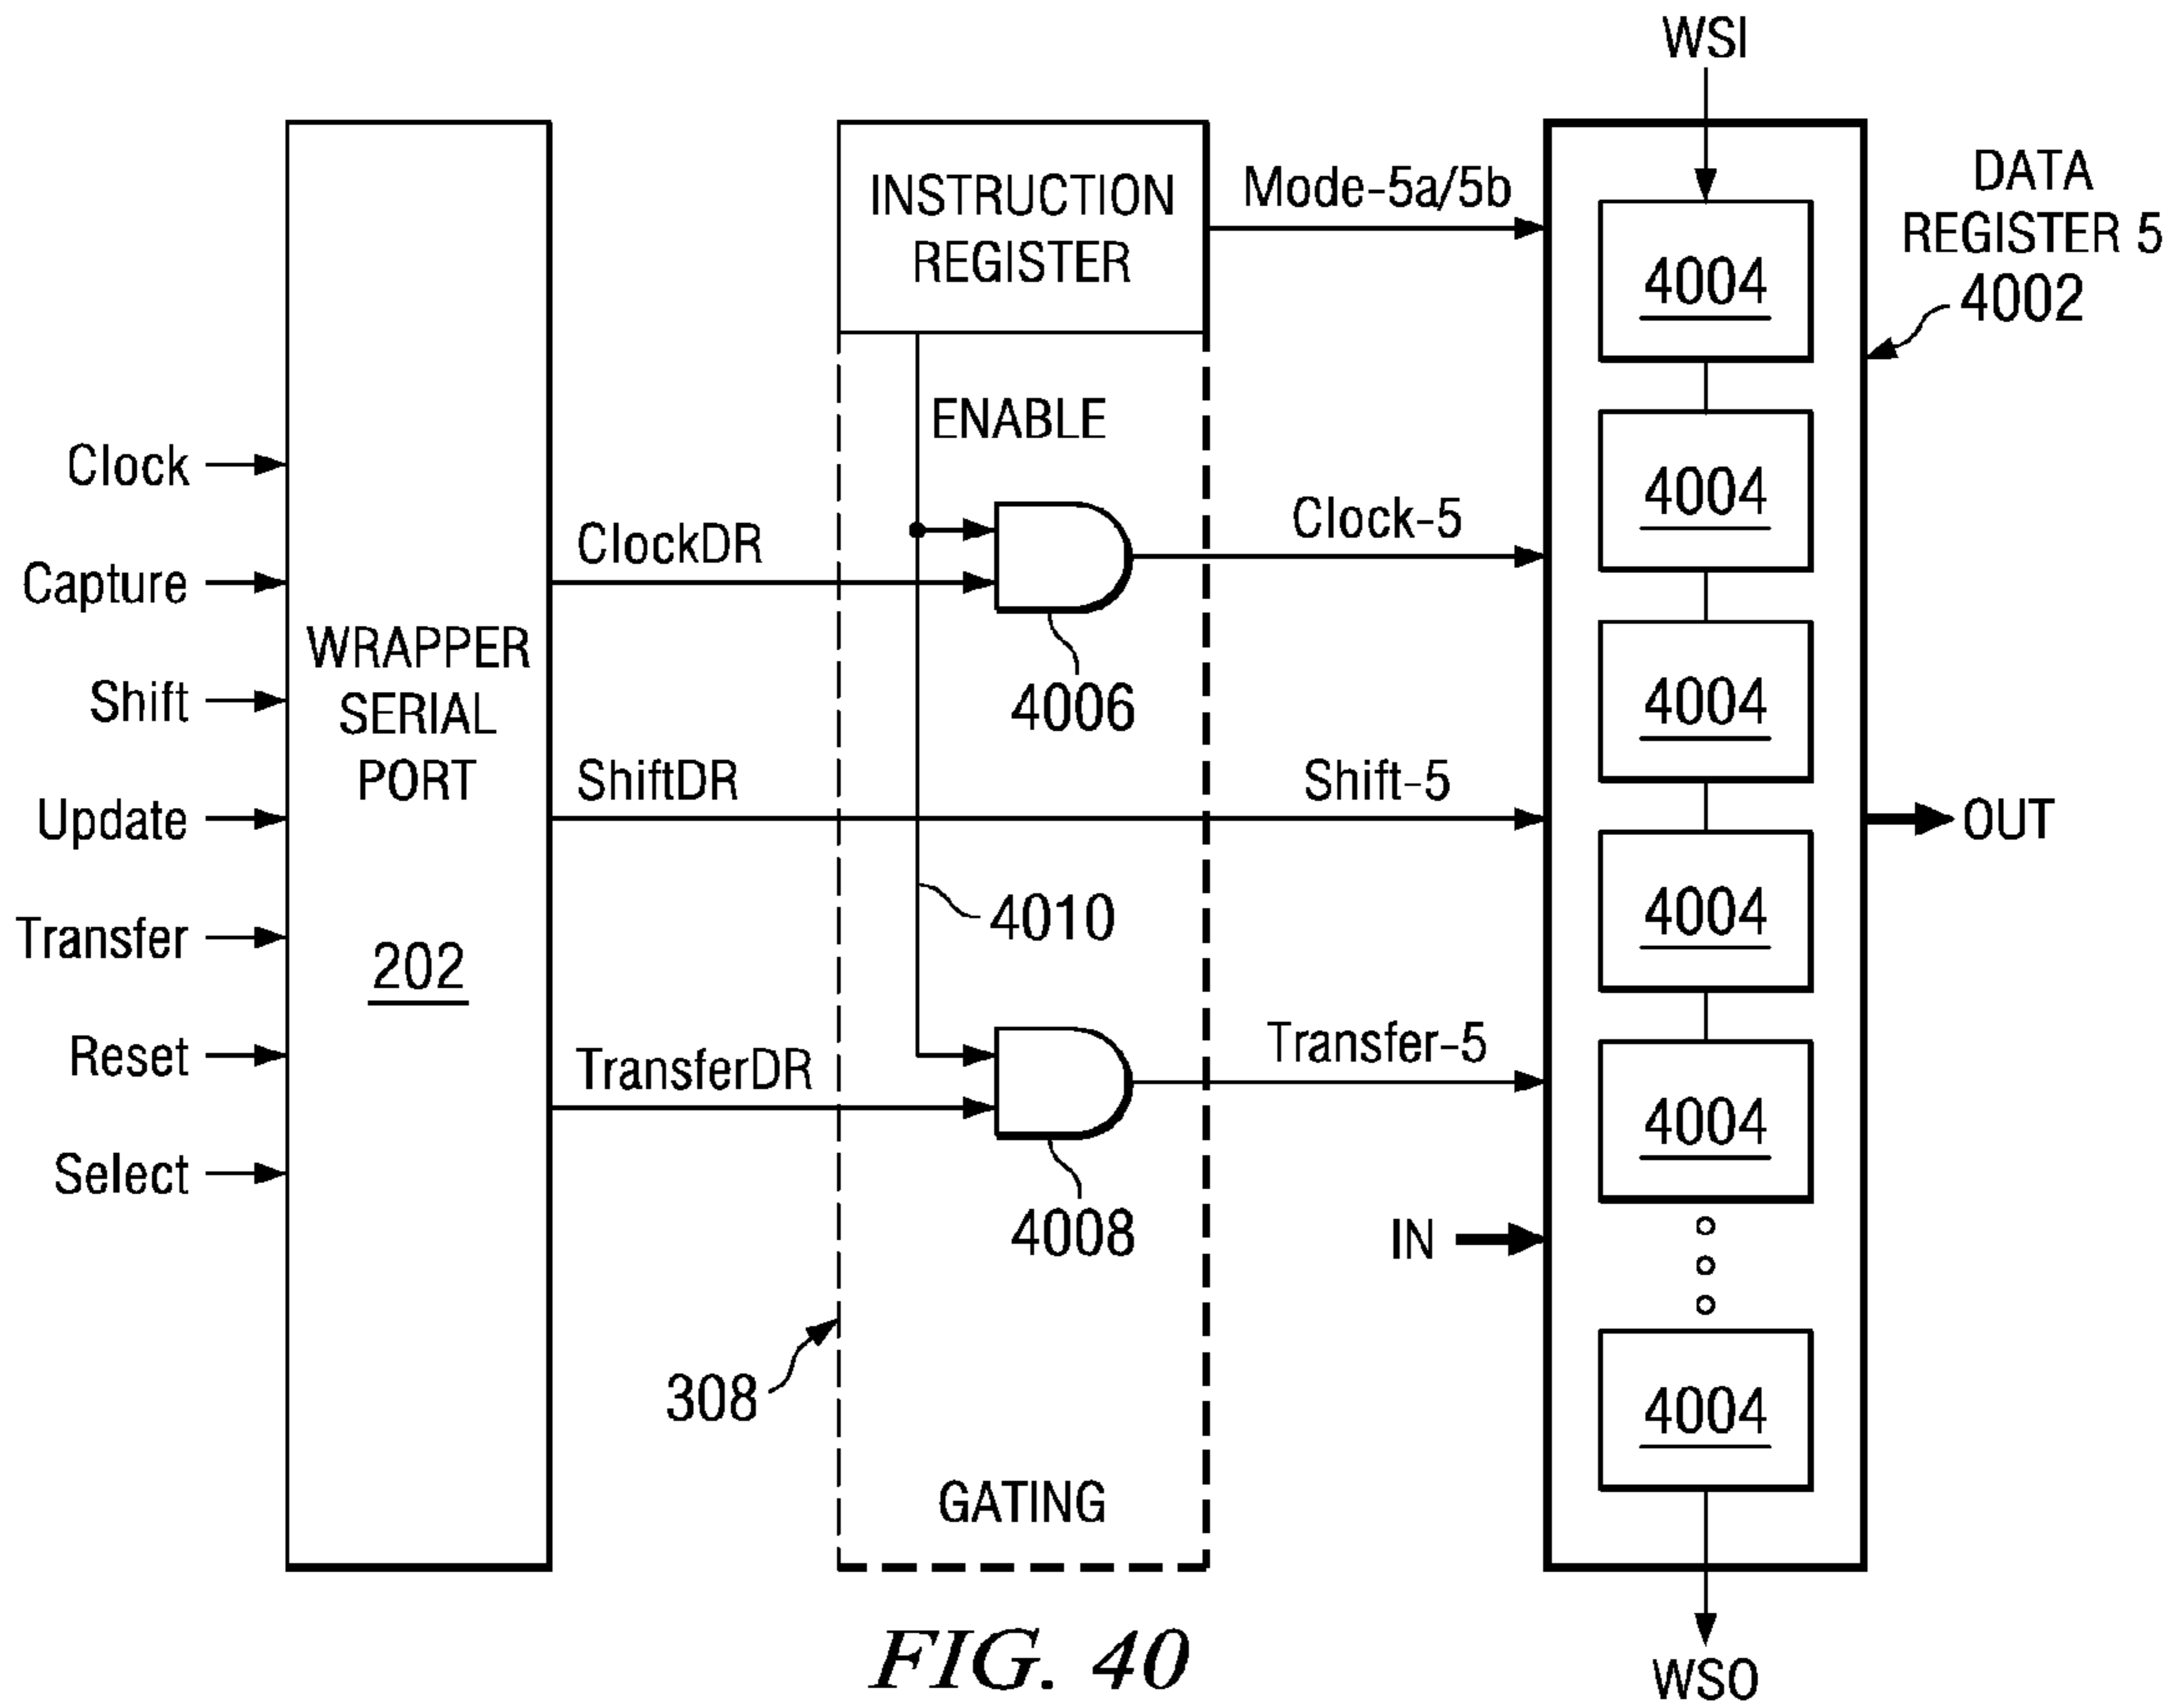 WSI
INSTRUCTION
REGISTER
Mode-5a/5b
DATA
REGISTER 5
4002
4004
ENABLE
Clock
ClockDR
Clock-5
4004
Capture
WRAPPER
SERIAL
PORT
202
4006
Shift
4004
ShiftDR
Shift-5
Update
OUT
4010
4004
Transfer
Reset
TransferDR
Transfer-5
4004
Select
4008
IN
308
4004
GATING
FIG. 40
WSO